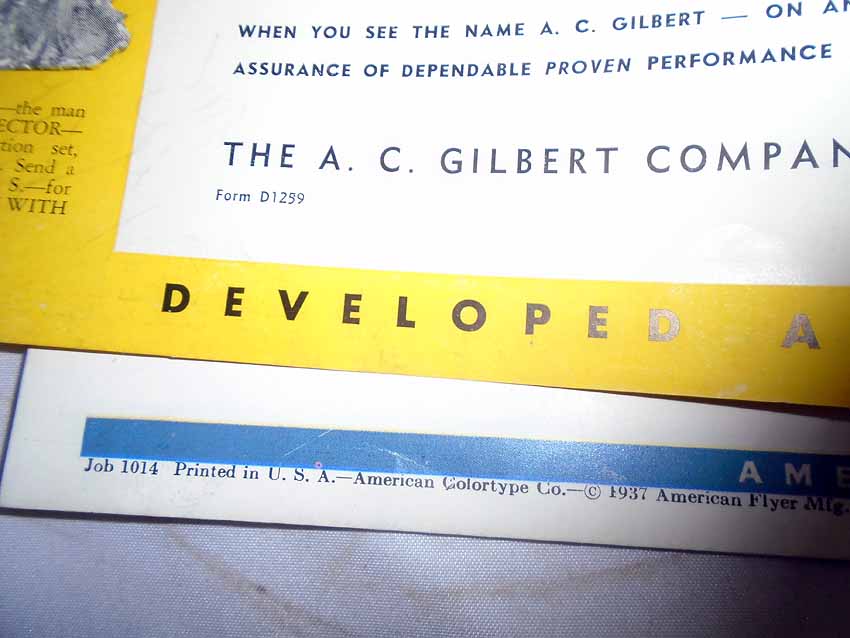 WHEN YOU SEE THE NAME A. C. GILBERT — ON
ASSURANCE OF DEPENDABLE PROVEN PERFORMANCE
—the man
ECTOR—
tion set,
. Send a
S.—for
WITH
THE A. C. GILBERT COMPAN
Form D1259
DEVELOPED A
AME
Job 1014 Printed in U. S. A.—American Colortype Co.—© 1937 American Flyer Mfg.